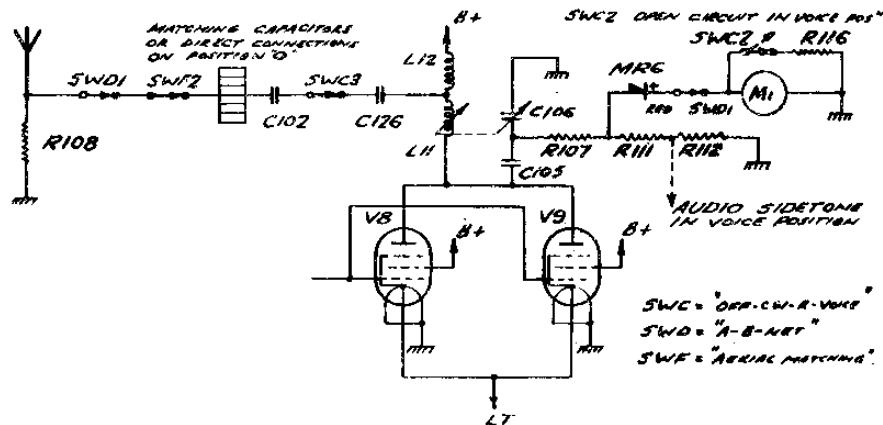 MATCHING CAPACITORS
OR DIRECT CONNECTIONS
ON POSITION "O"
B+
SWC2 OPEN CIRCUIT IN VOICE POS"
SWC2
R116
L12
MR6
SWD1
SWF2
SWC3
C102
C126
C106
RED
SWD1
M1
R108
L11
R107
R111
R112
C105
AUDIO SIDETONE
IN VOICE POSITION
V8
B+
V9
B+
SWC = "OFF-CW-R-VOICE"
SWD = "A-B-NET"
SWF = "AERIAL MATCHING".
LT